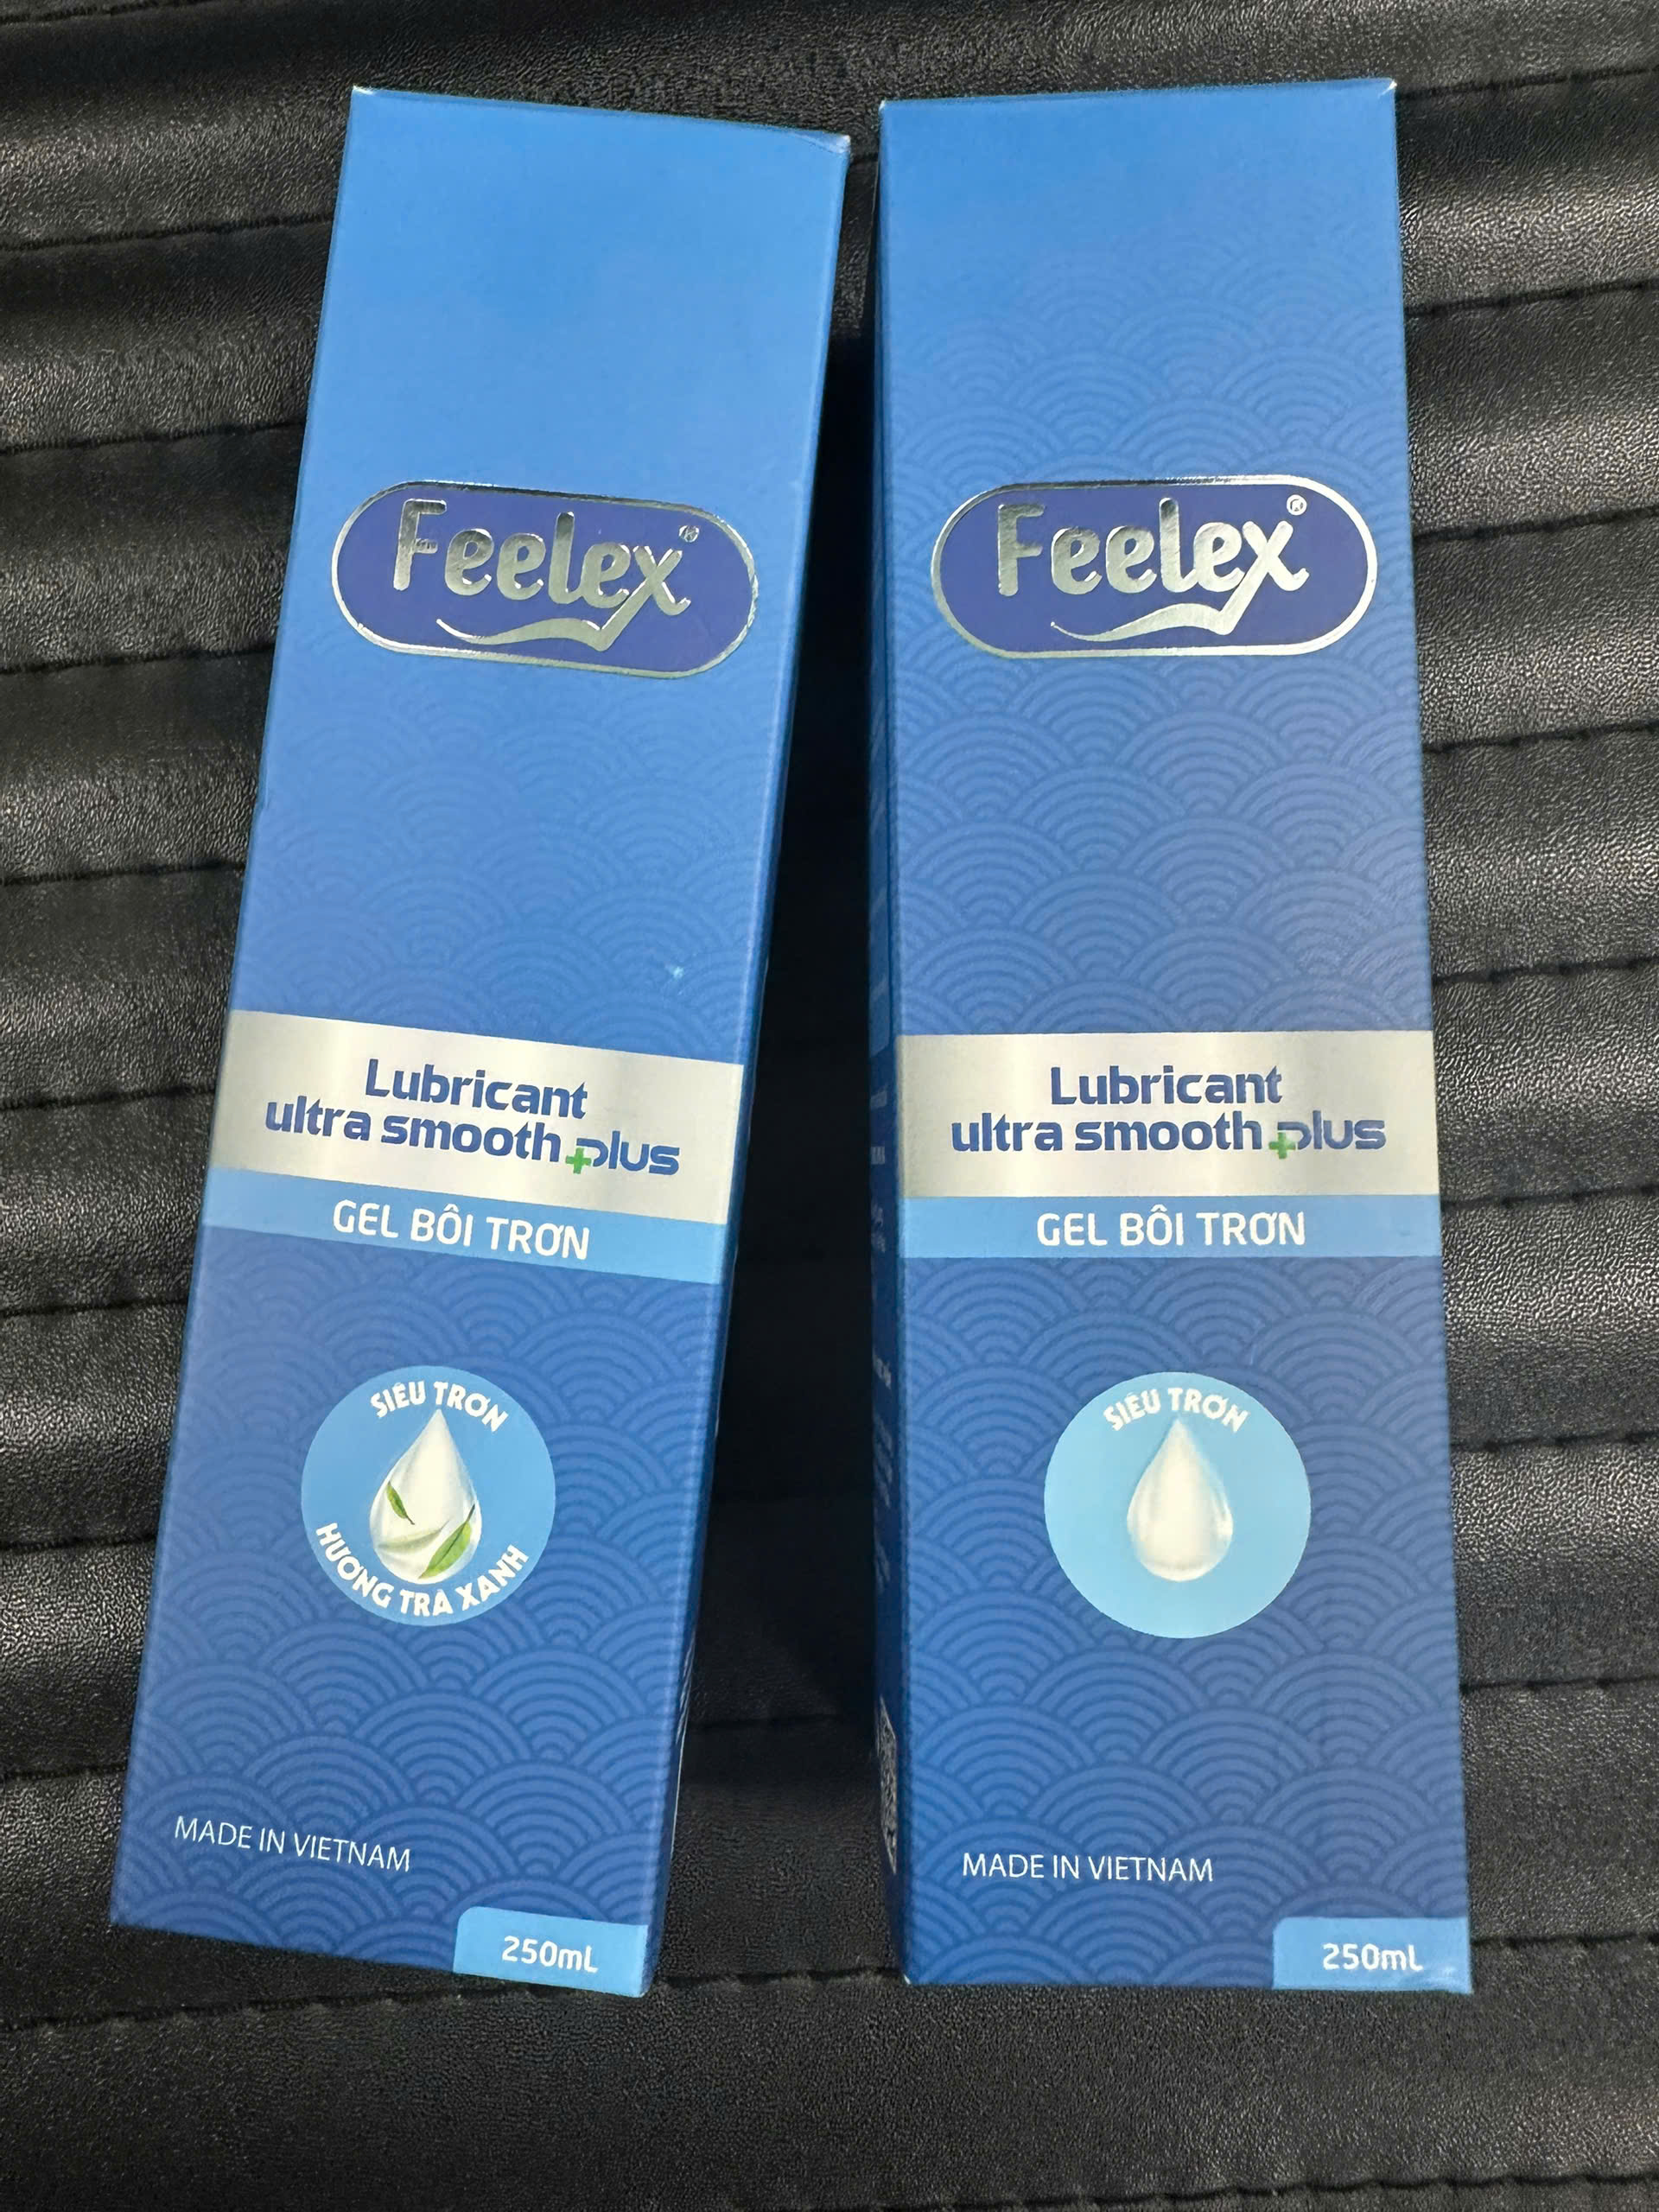 Feelex®
Lubricant
ultra smooth plus
GEL BÔI TRƠN
SIÊU TRƠN
HƯƠNG TRÀ XANH
MADE IN VIETNAM
250mL
Feelex®
Lubricant
ultra smooth plus
GEL BÔI TRƠN
SIÊU TRƠN
MADE IN VIETNAM
250mL